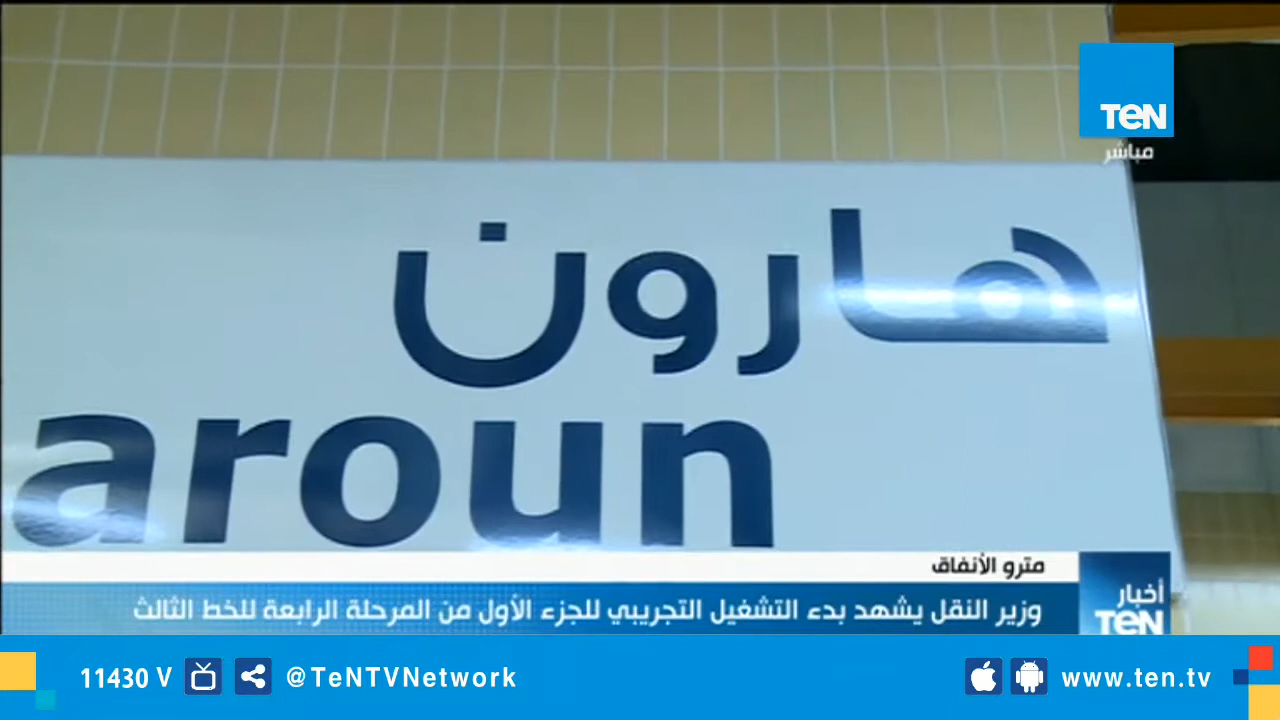 TEN
مباشر
هارون
aroun
مترو الأنفاق
وزير النقل يشهد بدء التشغيل التجريبي للجزء الأول من المرحلة الرابعة للخط الثالث
أخبار
TEN
11430 V
@TeNTVNetwork
www.ten.tv